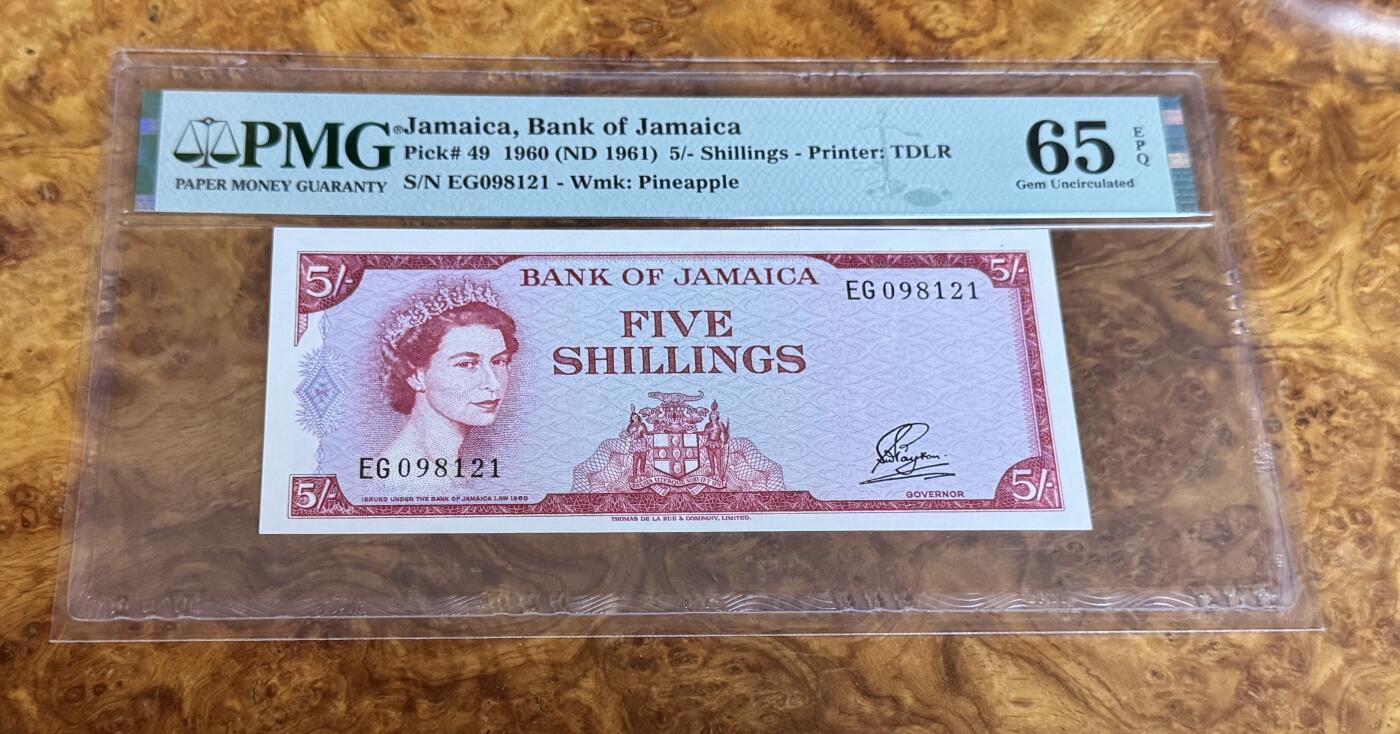 PMG®
PAPER MONEY GUARANTY
Jamaica, Bank of Jamaica
Pick# 49 1960 (ND 1961) 5/- Shillings - Printer: TDLR
S/N EG098121 - Wmk: Pineapple
65
EPQ
Gem Uncirculated
5/-
BANK OF JAMAICA
5/-
EG 098121
FIVE
SHILLINGS
EG 098121
5/-
ISSUED UNDER THE BANK OF JAMAICA LAW 1960
GOVERNOR
5/-
THOMAS DE LA RUE & COMPANY, LIMITED.